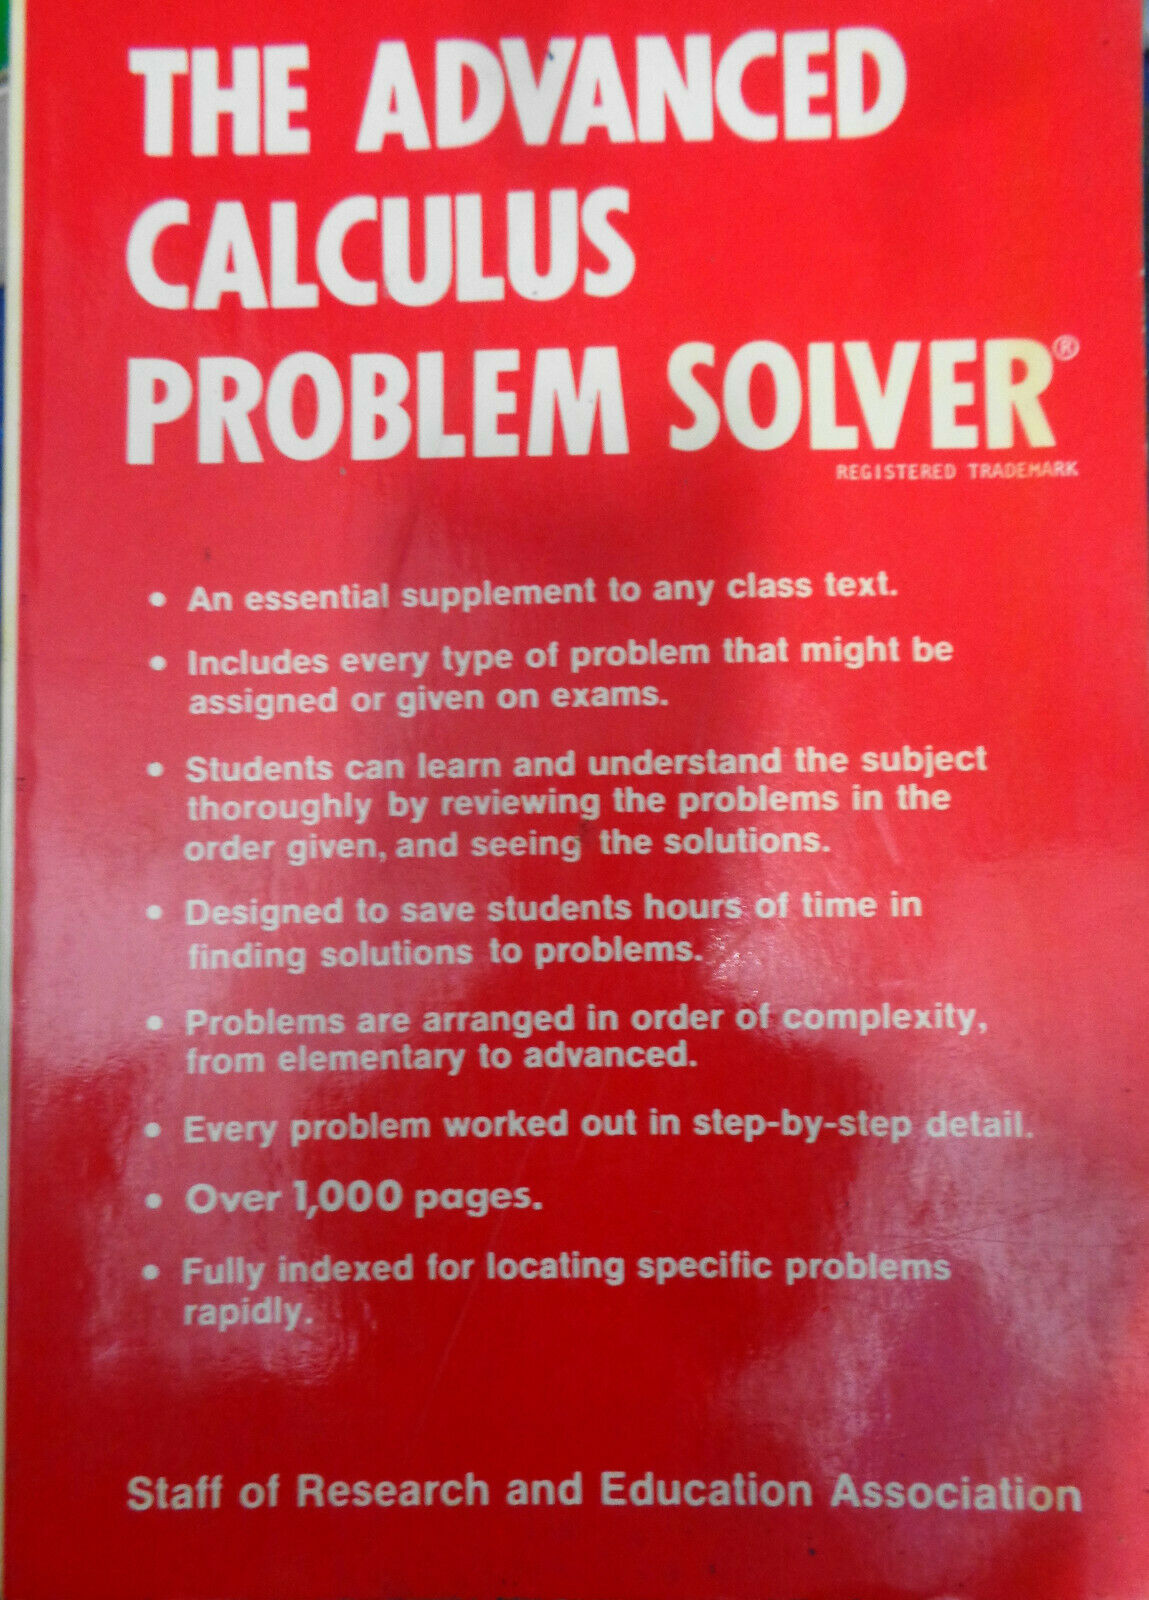 THE ADVANCED
CALCULUS
PROBLEM SOLVER®
REGISTERED TRADEMARK
• An essential supplement to any class text.
• Includes every type of problem that might be
assigned or given on exams.
• Students can learn and understand the subject
thoroughly by reviewing the problems in the
order given, and seeing the solutions.
• Designed to save students hours of time in
finding solutions to problems.
• Problems are arranged in order of complexity,
from elementary to advanced.
• Every problem worked out in step-by-step detail.
• Over 1,000 pages.
• Fully indexed for locating specific problems
rapidly.
Staff of Research and Education Association